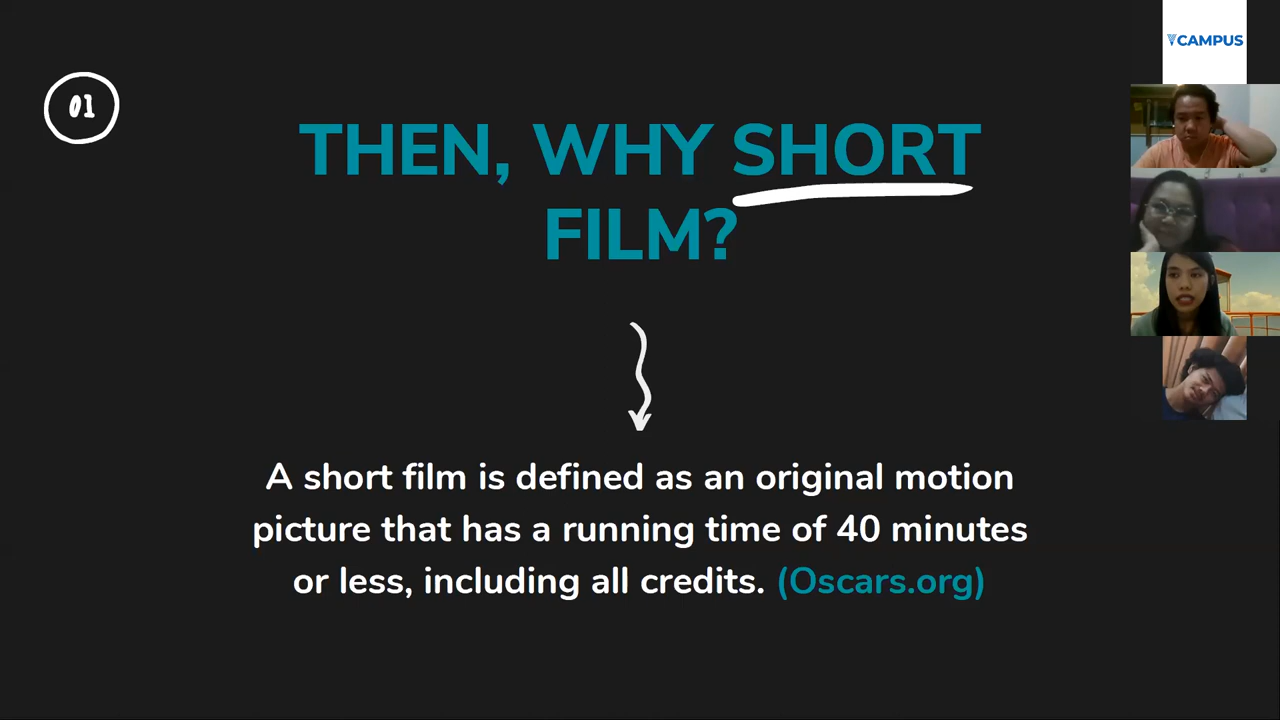 VCAMPUS
01
THEN, WHY SHORT
FILM?
A short film is defined as an original motion
picture that has a running time of 40 minutes
or less, including all credits. (Oscars.org)